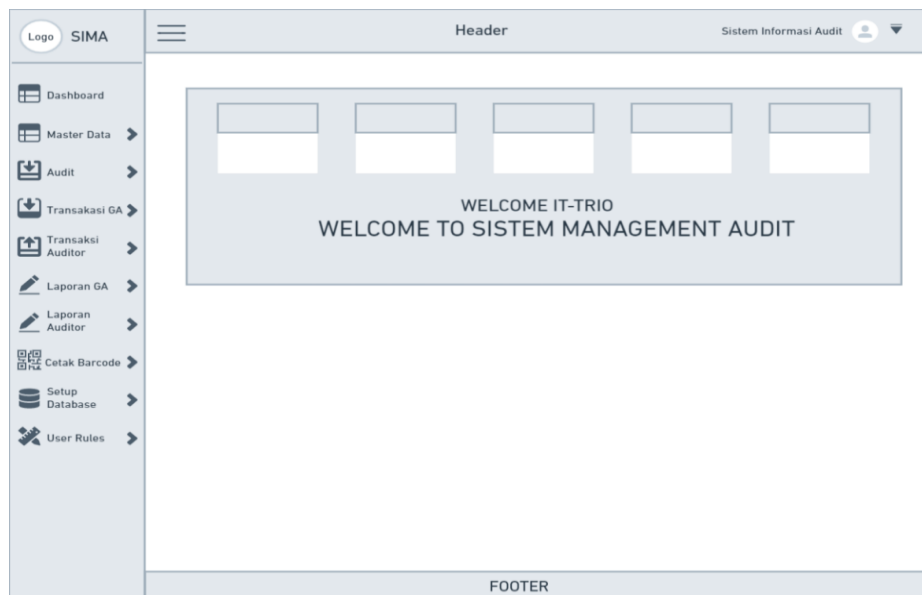 Logo SIMA
Header
Sistem Informasi Audit
Dashboard
Master Data
Audit
Transakasi GA
Transaksi
Auditor
Laporan GA
Laporan
Auditor
Cetak Barcode
Setup
Database
User Rules
WELCOME IT-TRIO
WELCOME TO SISTEM MANAGEMENT AUDIT
FOOTER